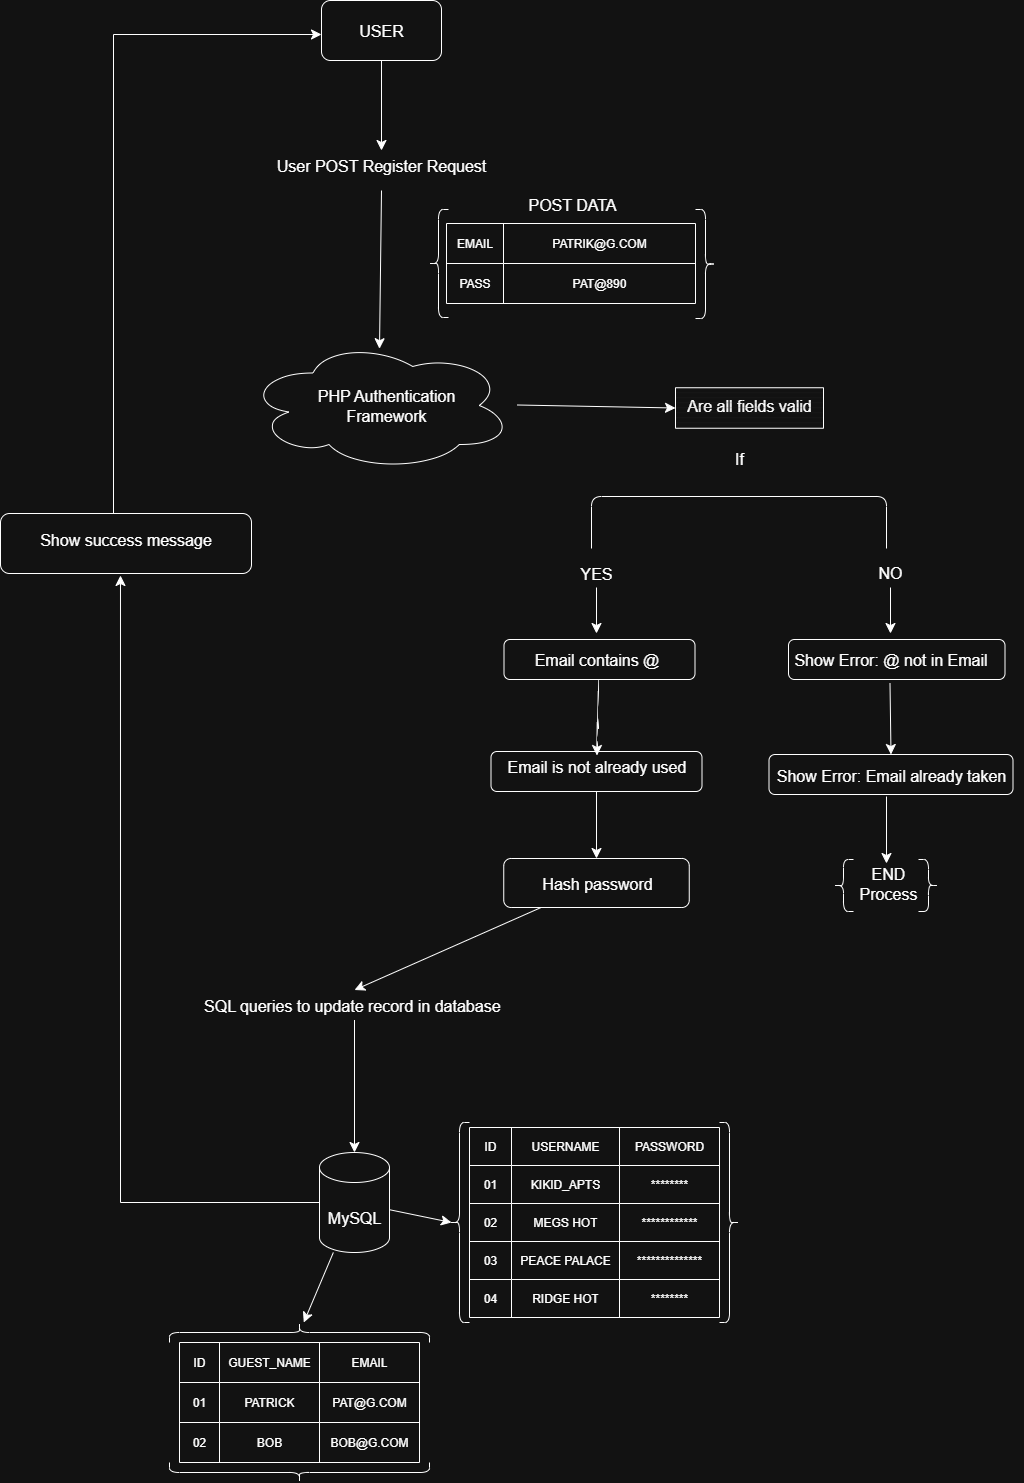 USER
User POST Register Request
POST DATA
EMAIL PATRIK@G.COM
PASS PAT@890
PHP Authentication
Framework
Are all fields valid
If
YES
NO
Show success message
Email contains @
Show Error: @ not in Email
Email is not already used
Show Error: Email already taken
Hash password
END
Process
SQL queries to update record in database
MySQL
ID USERNAME PASSWORD
01 KIKID_APTS ********
02 MEGS HOT ************
03 PEACE PALACE **************
04 RIDGE HOT ********
ID GUEST_NAME EMAIL
01 PATRICK PAT@G.COM
02 BOB BOB@G.COM